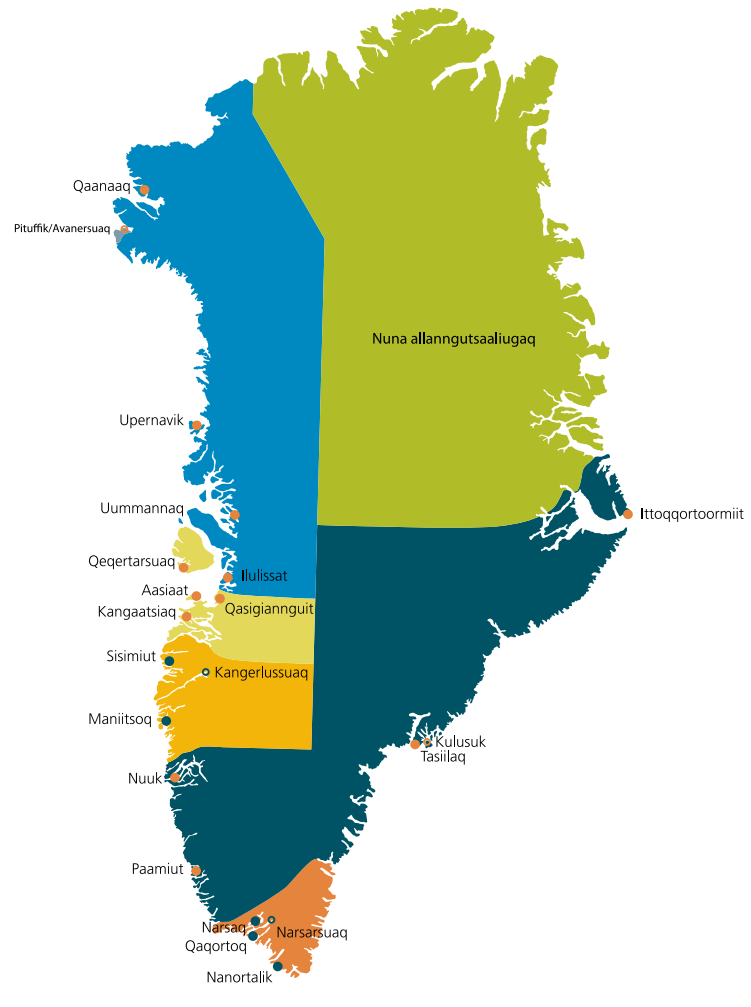 Qaanaaq
Pituffik/Avanersuaq
Nuna allanngutsaaliugaq
Upernavik
Uummannaq
Ittoqqortoormiit
Qeqertarsuaq
Ilulissat
Aasiaat
Qasigiannguit
Kangaatsiaq
Sisimiut
Kangerlussuaq
Maniitsoq
Kulusuk
Tasiilaq
Nuuk
Paamiut
Narsaq
Narsarsuaq
Qaqortoq
Nanortalik